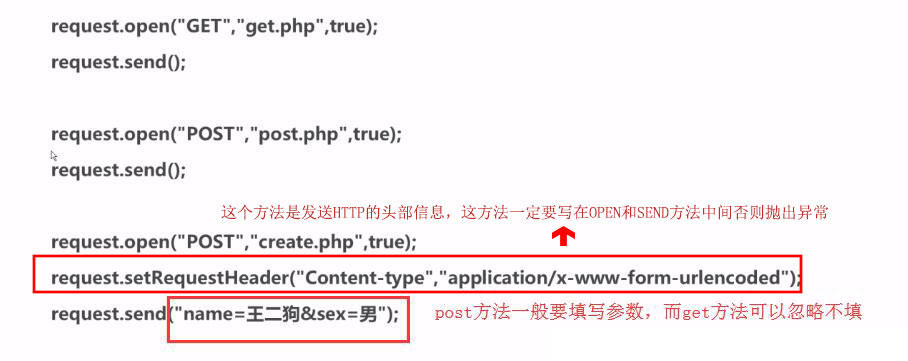 request.open("GET","get.php",true);
request.send();
request.open("POST","post.php",true);
request.send();
这个方法是发送HTTP的头部信息，这方法一定要写在OPEN和SEND方法中间否则抛出异常
request.open("POST","create.php",true);
request.setRequestHeader("Content-type","application/x-www-form-urlencoded");
request.send("name=王二狗&sex=男");
post方法一般要填写参数，而get方法可以忽略不填